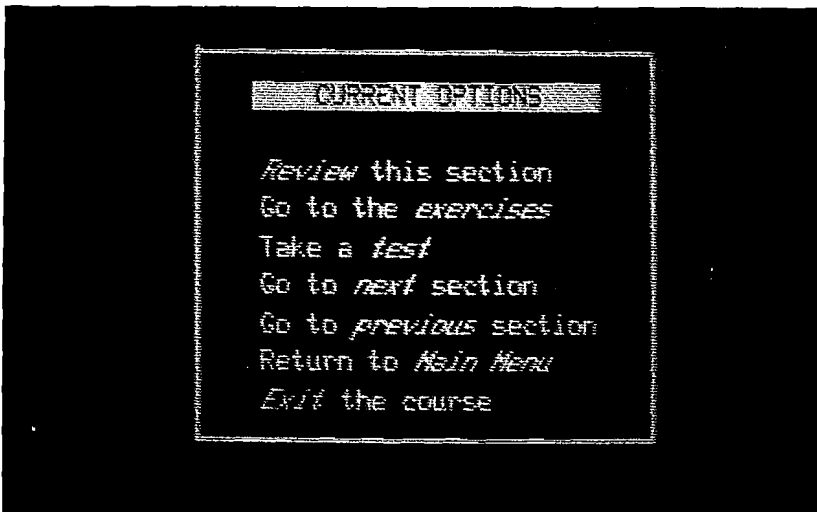 CURRENT OPTIONS
Review this section
Go to the exercises
Take a test
Go to next section
Go to previous section
Return to Main Menu
Exit the course